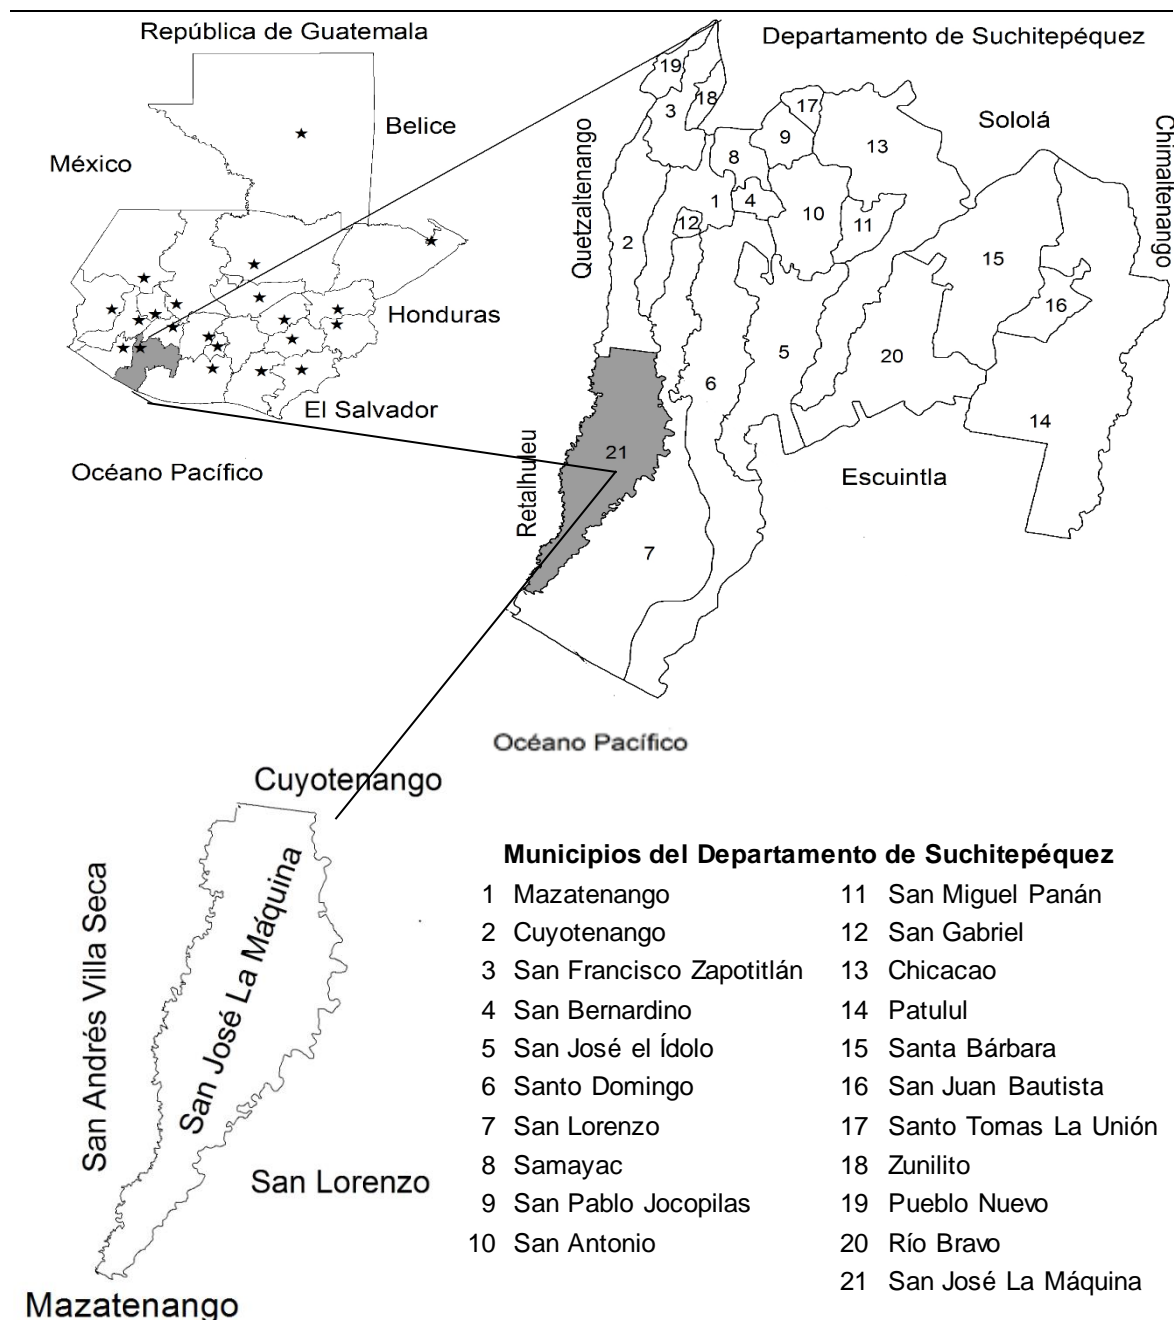 República de Guatemala
Belice
México
Honduras
El Salvador
Océano Pacífico
Departamento de Suchitepéquez
Sololá
Chimaltenango
Quetzaltenango
Retalhuleu
Escuintla
19
18
3
17
9
13
8
1
4
12
10
11
2
15
16
5
20
6
14
21
7
Océano Pacífico
Cuyotenango
San Andrés Villa Seca
San José La Máquina
San Lorenzo
Mazatenango
Municipios del Departamento de Suchitepéquez
1 Mazatenango
2 Cuyotenango
3 San Francisco Zapotitlán
4 San Bernardino
5 San José el Ídolo
6 Santo Domingo
7 San Lorenzo
8 Samayac
9 San Pablo Jocopilas
10 San Antonio
11 San Miguel Panán
12 San Gabriel
13 Chicacao
14 Patulul
15 Santa Bárbara
16 San Juan Bautista
17 Santo Tomas La Unión
18 Zunilito
19 Pueblo Nuevo
20 Río Bravo
21 San José La Máquina